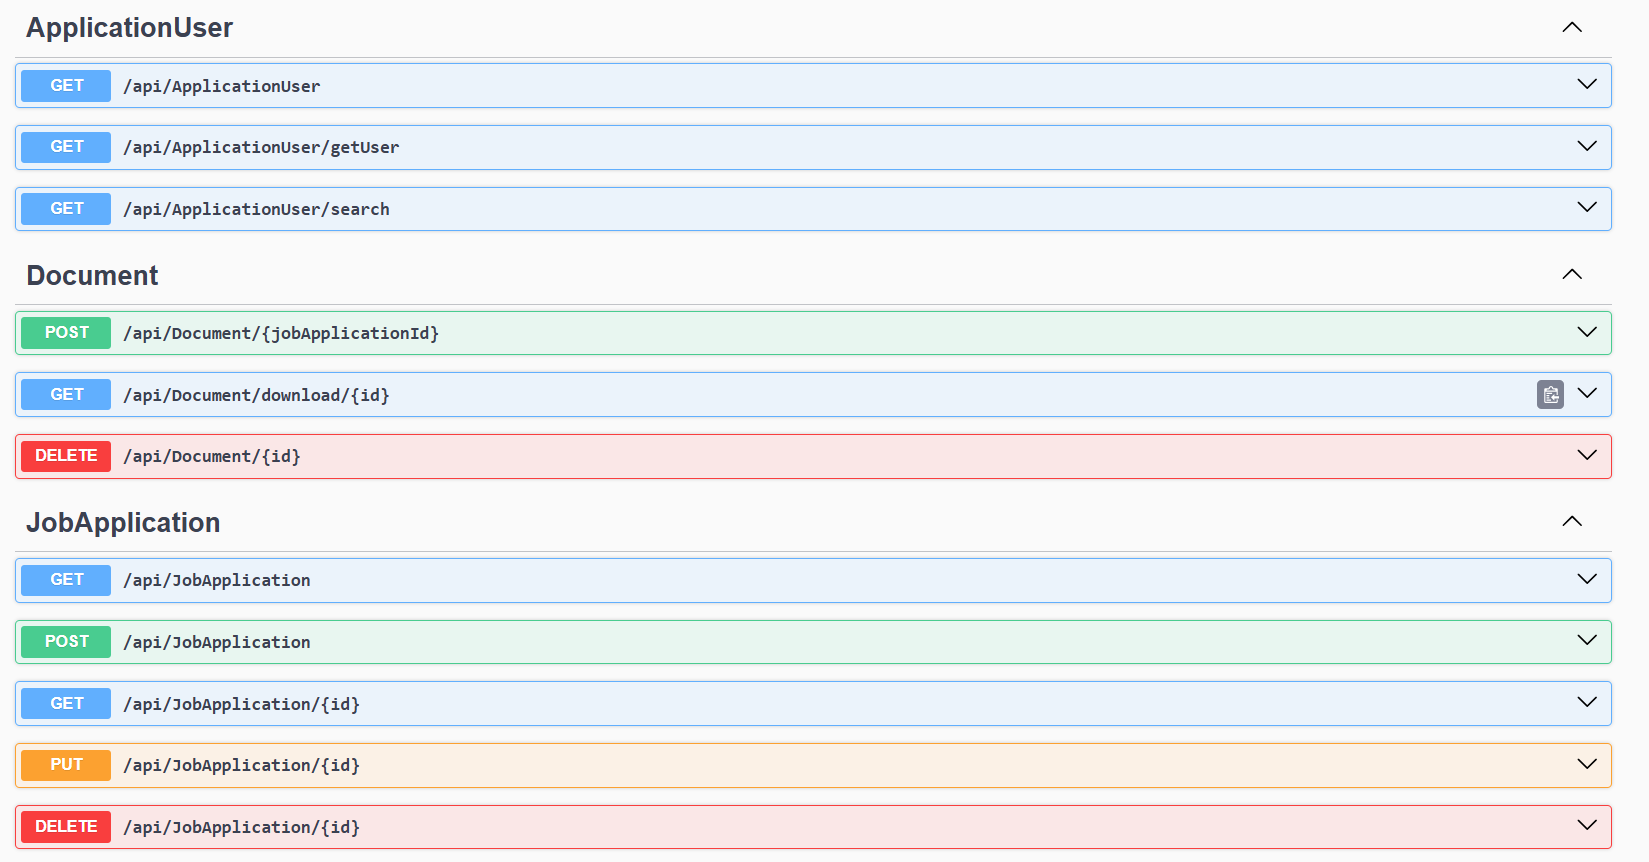 ApplicationUser
GET /api/ApplicationUser
GET /api/ApplicationUser/getUser
GET /api/ApplicationUser/search
Document
POST /api/Document/{jobApplicationId}
GET /api/Document/download/{id}
DELETE /api/Document/{id}
JobApplication
GET /api/JobApplication
POST /api/JobApplication
GET /api/JobApplication/{id}
PUT /api/JobApplication/{id}
DELETE /api/JobApplication/{id}